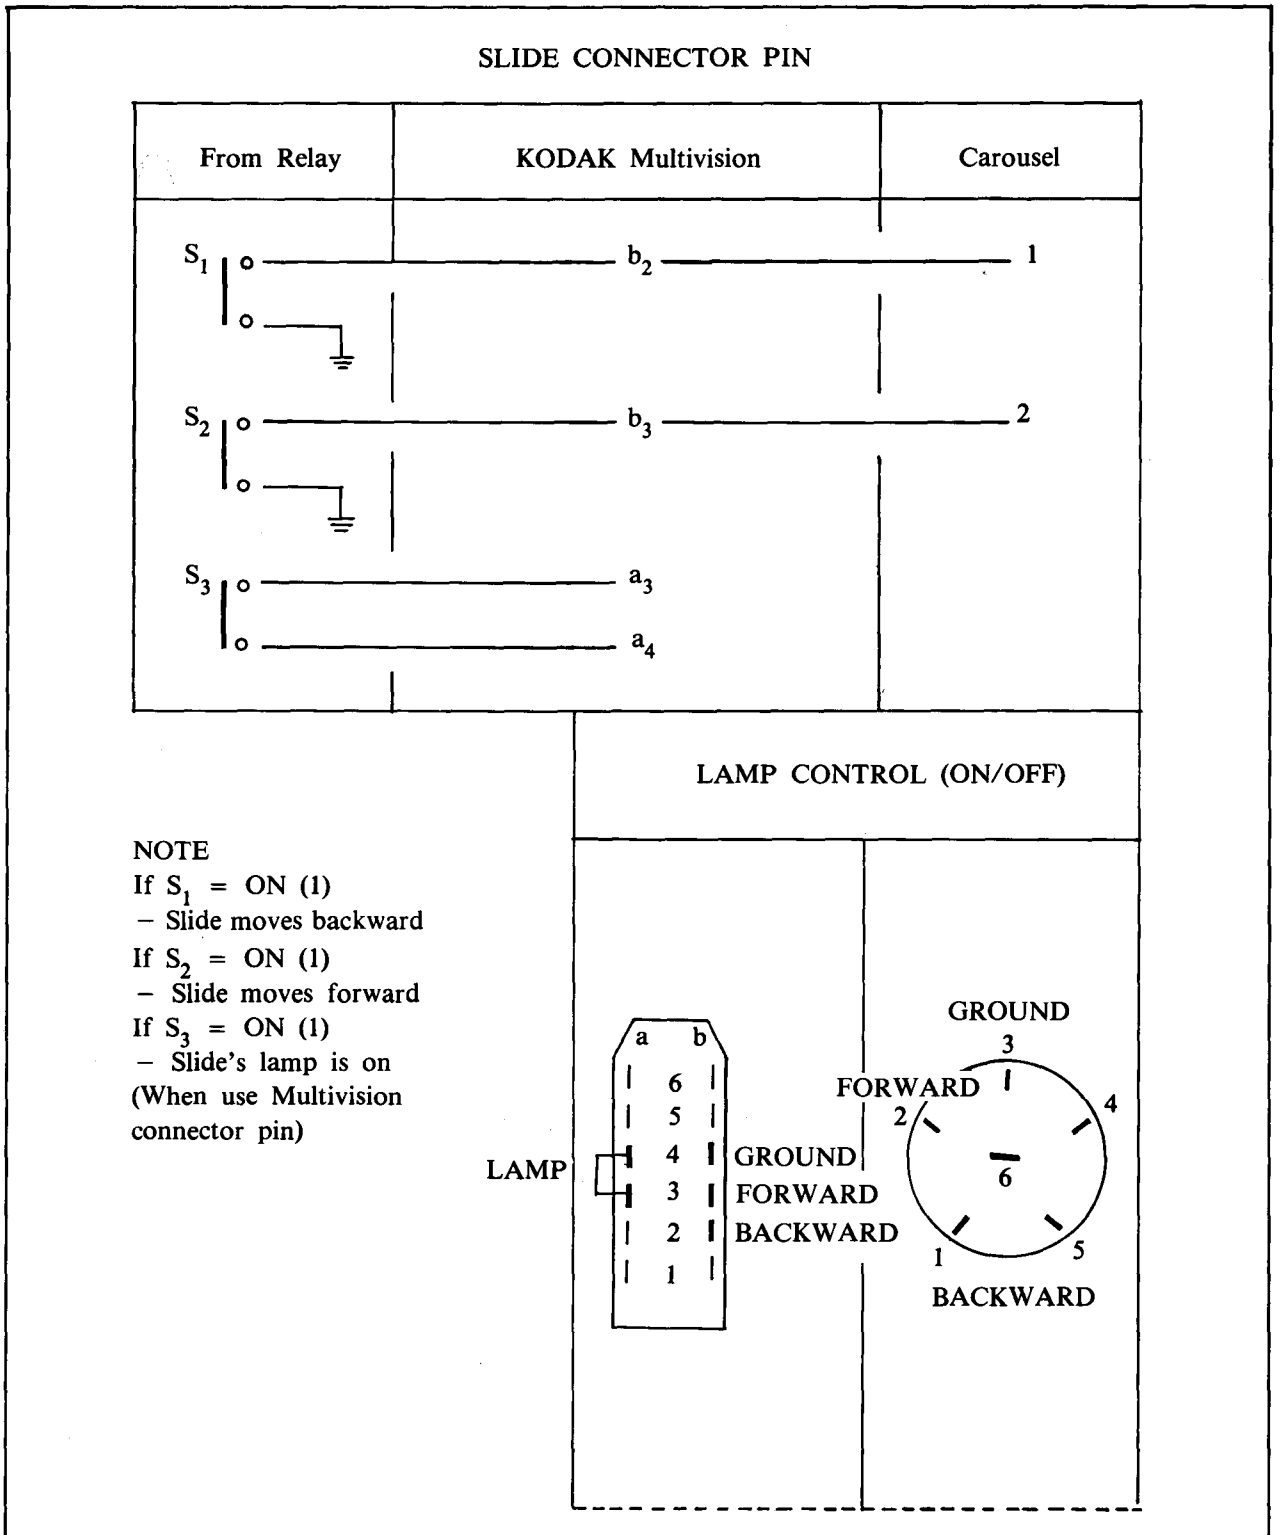 SLIDE CONNECTOR PIN
From Relay KODAK Multivision Carousel
S1 b2 1
S2 b3 2
S3 a3
a4
LAMP CONTROL (ON/OFF)
NOTE
If S1 = ON (1)
– Slide moves backward
If S2 = ON (1)
– Slide moves forward
If S3 = ON (1)
– Slide's lamp is on
(When use Multivision
connector pin)
a b
6
5
LAMP 4 GROUND
3 FORWARD
2 BACKWARD
1
GROUND
3
FORWARD
2 4
6
1 5
BACKWARD